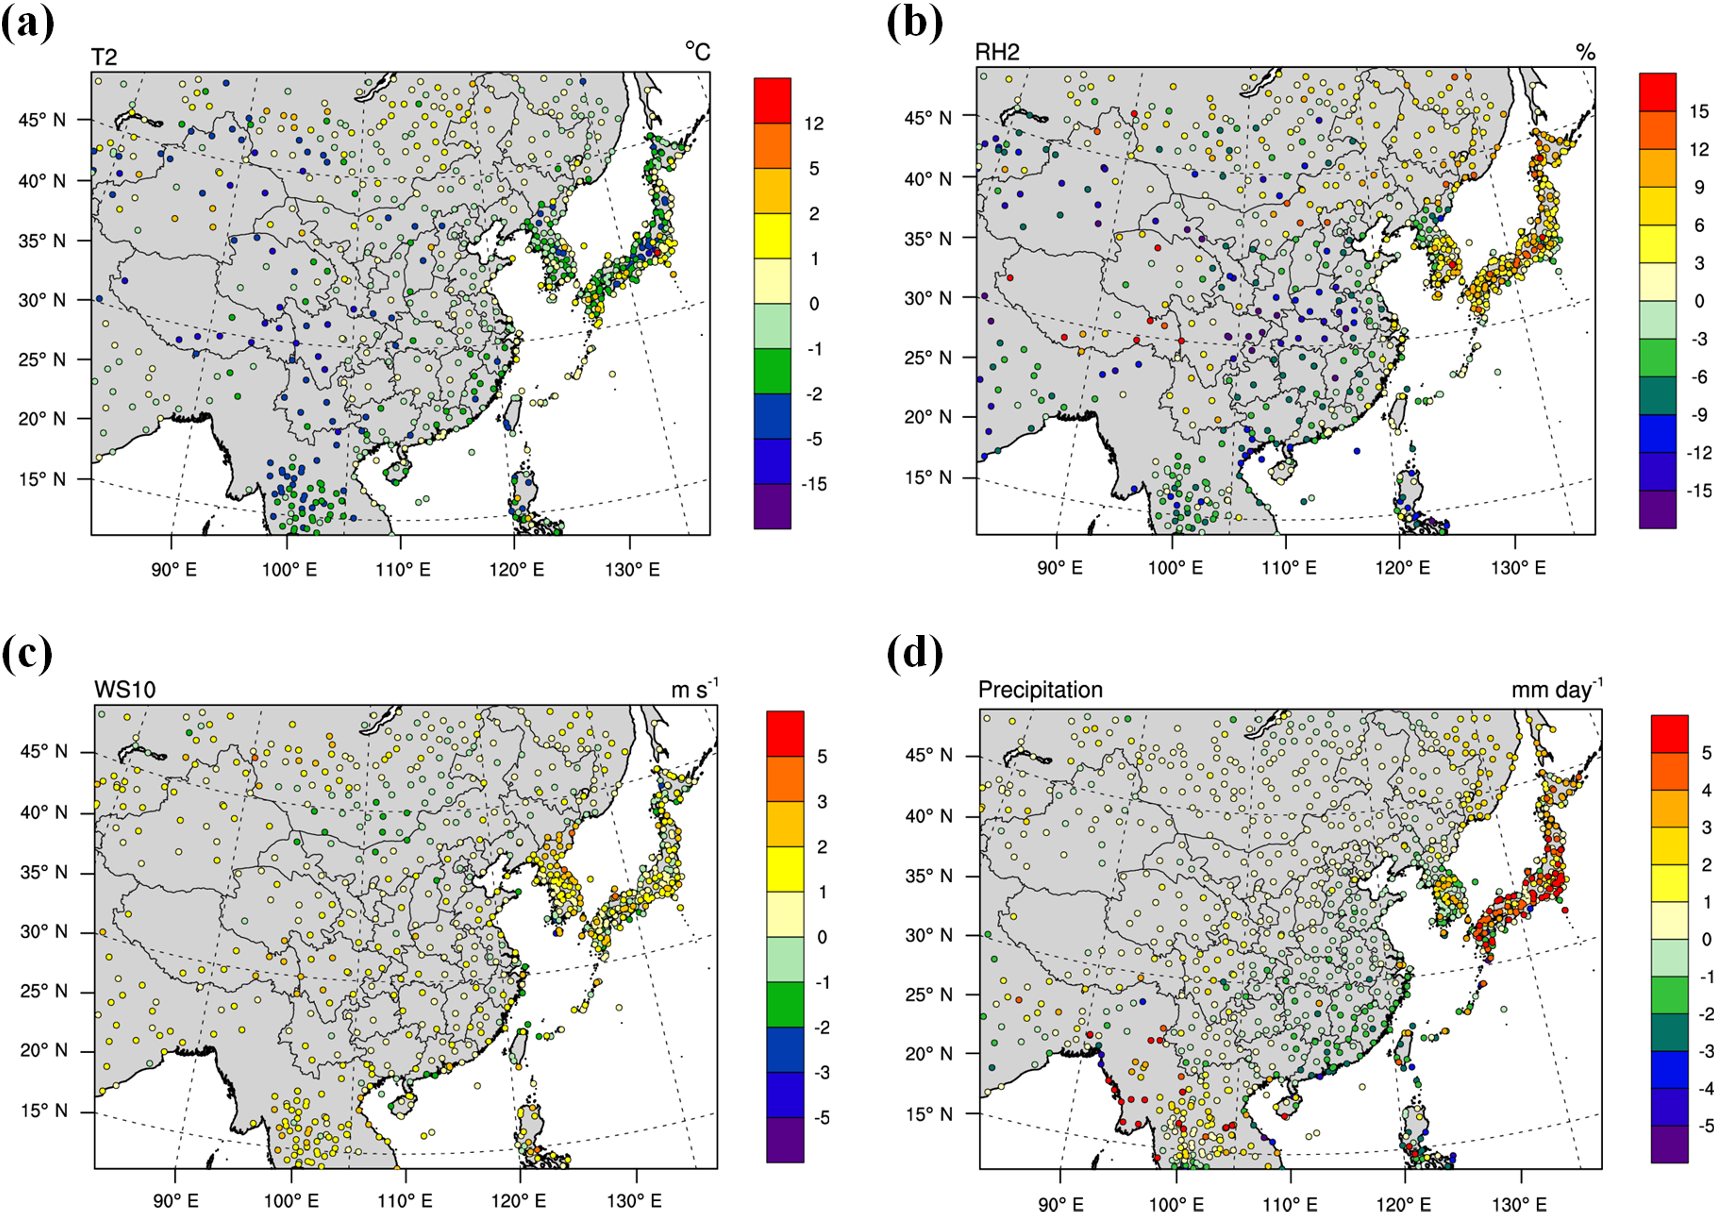 (a)
T2 °C
12
5
2
1
0
-1
-2
-5
-15
45° N
40° N
35° N
30° N
25° N
20° N
15° N
90° E 100° E 110° E 120° E 130° E
(b)
RH2 %
15
12
9
6
3
0
-3
-6
-9
-12
-15
45° N
40° N
35° N
30° N
25° N
20° N
15° N
90° E 100° E 110° E 120° E 130° E
(c)
WS10 m s⁻¹
5
3
2
1
0
-1
-2
-3
-5
45° N
40° N
35° N
30° N
25° N
20° N
15° N
90° E 100° E 110° E 120° E 130° E
(d)
Precipitation mm day⁻¹
5
4
3
2
1
0
-1
-2
-3
-4
-5
45° N
40° N
35° N
30° N
25° N
20° N
15° N
90° E 100° E 110° E 120° E 130° E